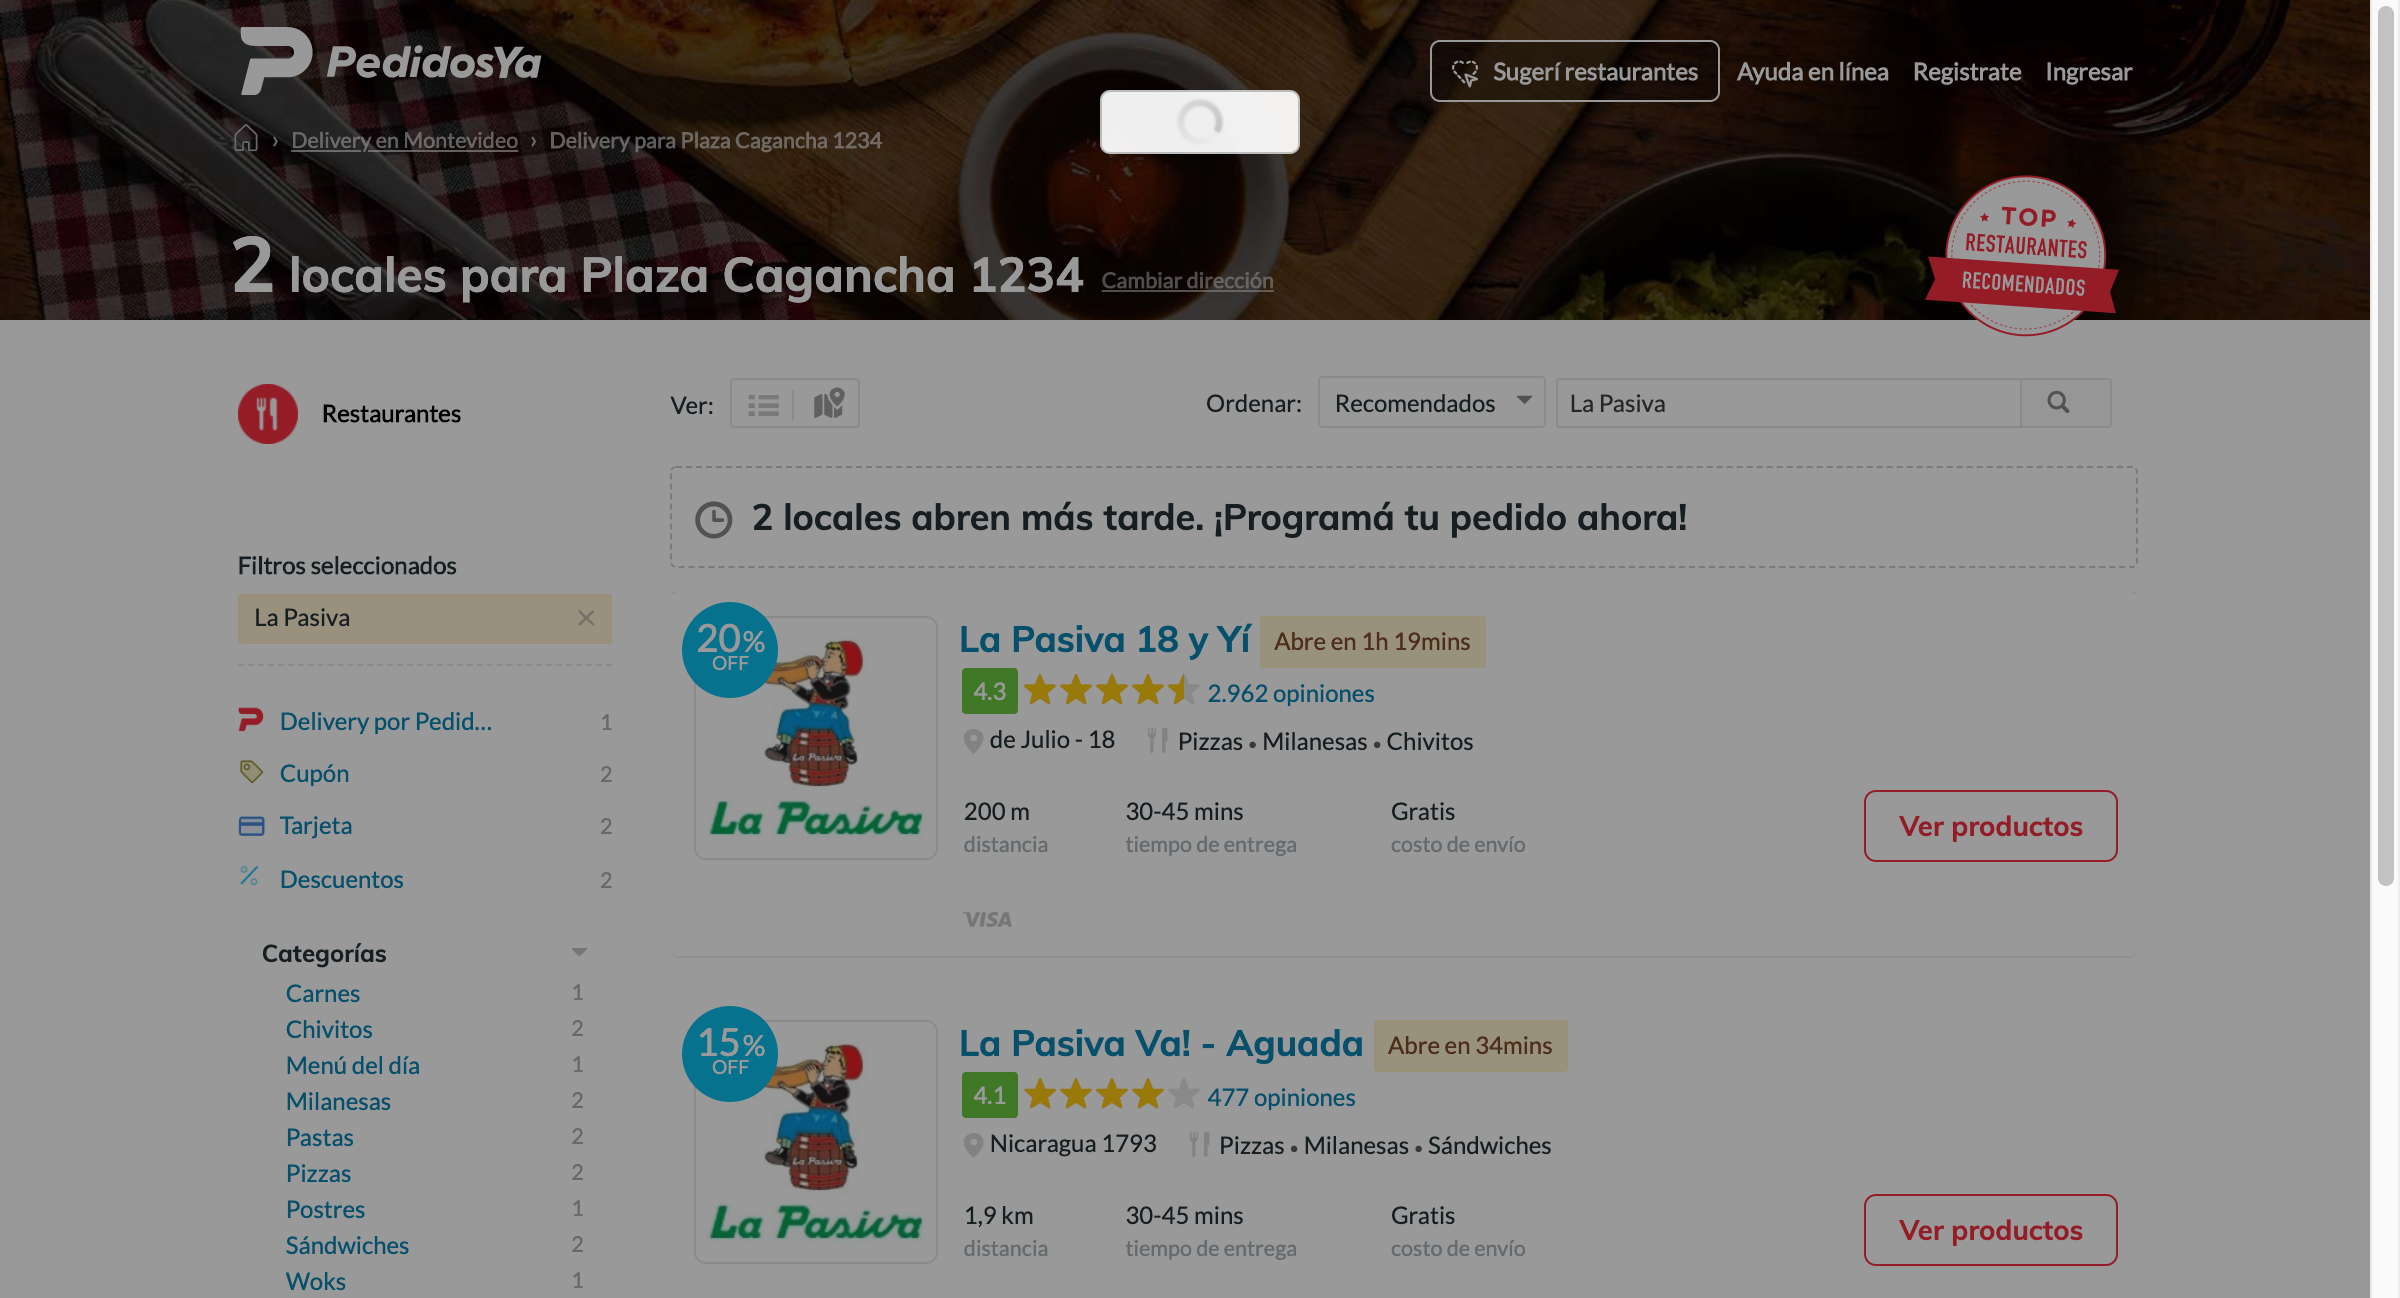 PedidosYa
Sugerí restaurantes
Ayuda en línea
Registrate
Ingresar
› Delivery en Montevideo › Delivery para Plaza Cagancha 1234
2 locales para Plaza Cagancha 1234 Cambiar dirección
TOP
RESTAURANTES
RECOMENDADOS
Restaurantes
Ver:
Ordenar:
Recomendados
La Pasiva
2 locales abren más tarde. ¡Programá tu pedido ahora!
Filtros seleccionados
La Pasiva
Delivery por Pedid... 1
Cupón 2
Tarjeta 2
Descuentos 2
Categorías
Carnes 1
Chivitos 2
Menú del día 1
Milanesas 2
Pastas 2
Pizzas 2
Postres 1
Sándwiches 2
Woks 1
20%
OFF
La Pasiva
La Pasiva
La Pasiva 18 y Yí Abre en 1h 19mins
4.3 2.962 opiniones
de Julio - 18 Pizzas • Milanesas • Chivitos
200 m 30-45 mins Gratis
distancia tiempo de entrega costo de envío
VISA
Ver productos
15%
OFF
La Pasiva
La Pasiva
La Pasiva Va! - Aguada Abre en 34mins
4.1 477 opiniones
Nicaragua 1793 Pizzas • Milanesas • Sándwiches
1,9 km 30-45 mins Gratis
distancia tiempo de entrega costo de envío
Ver productos